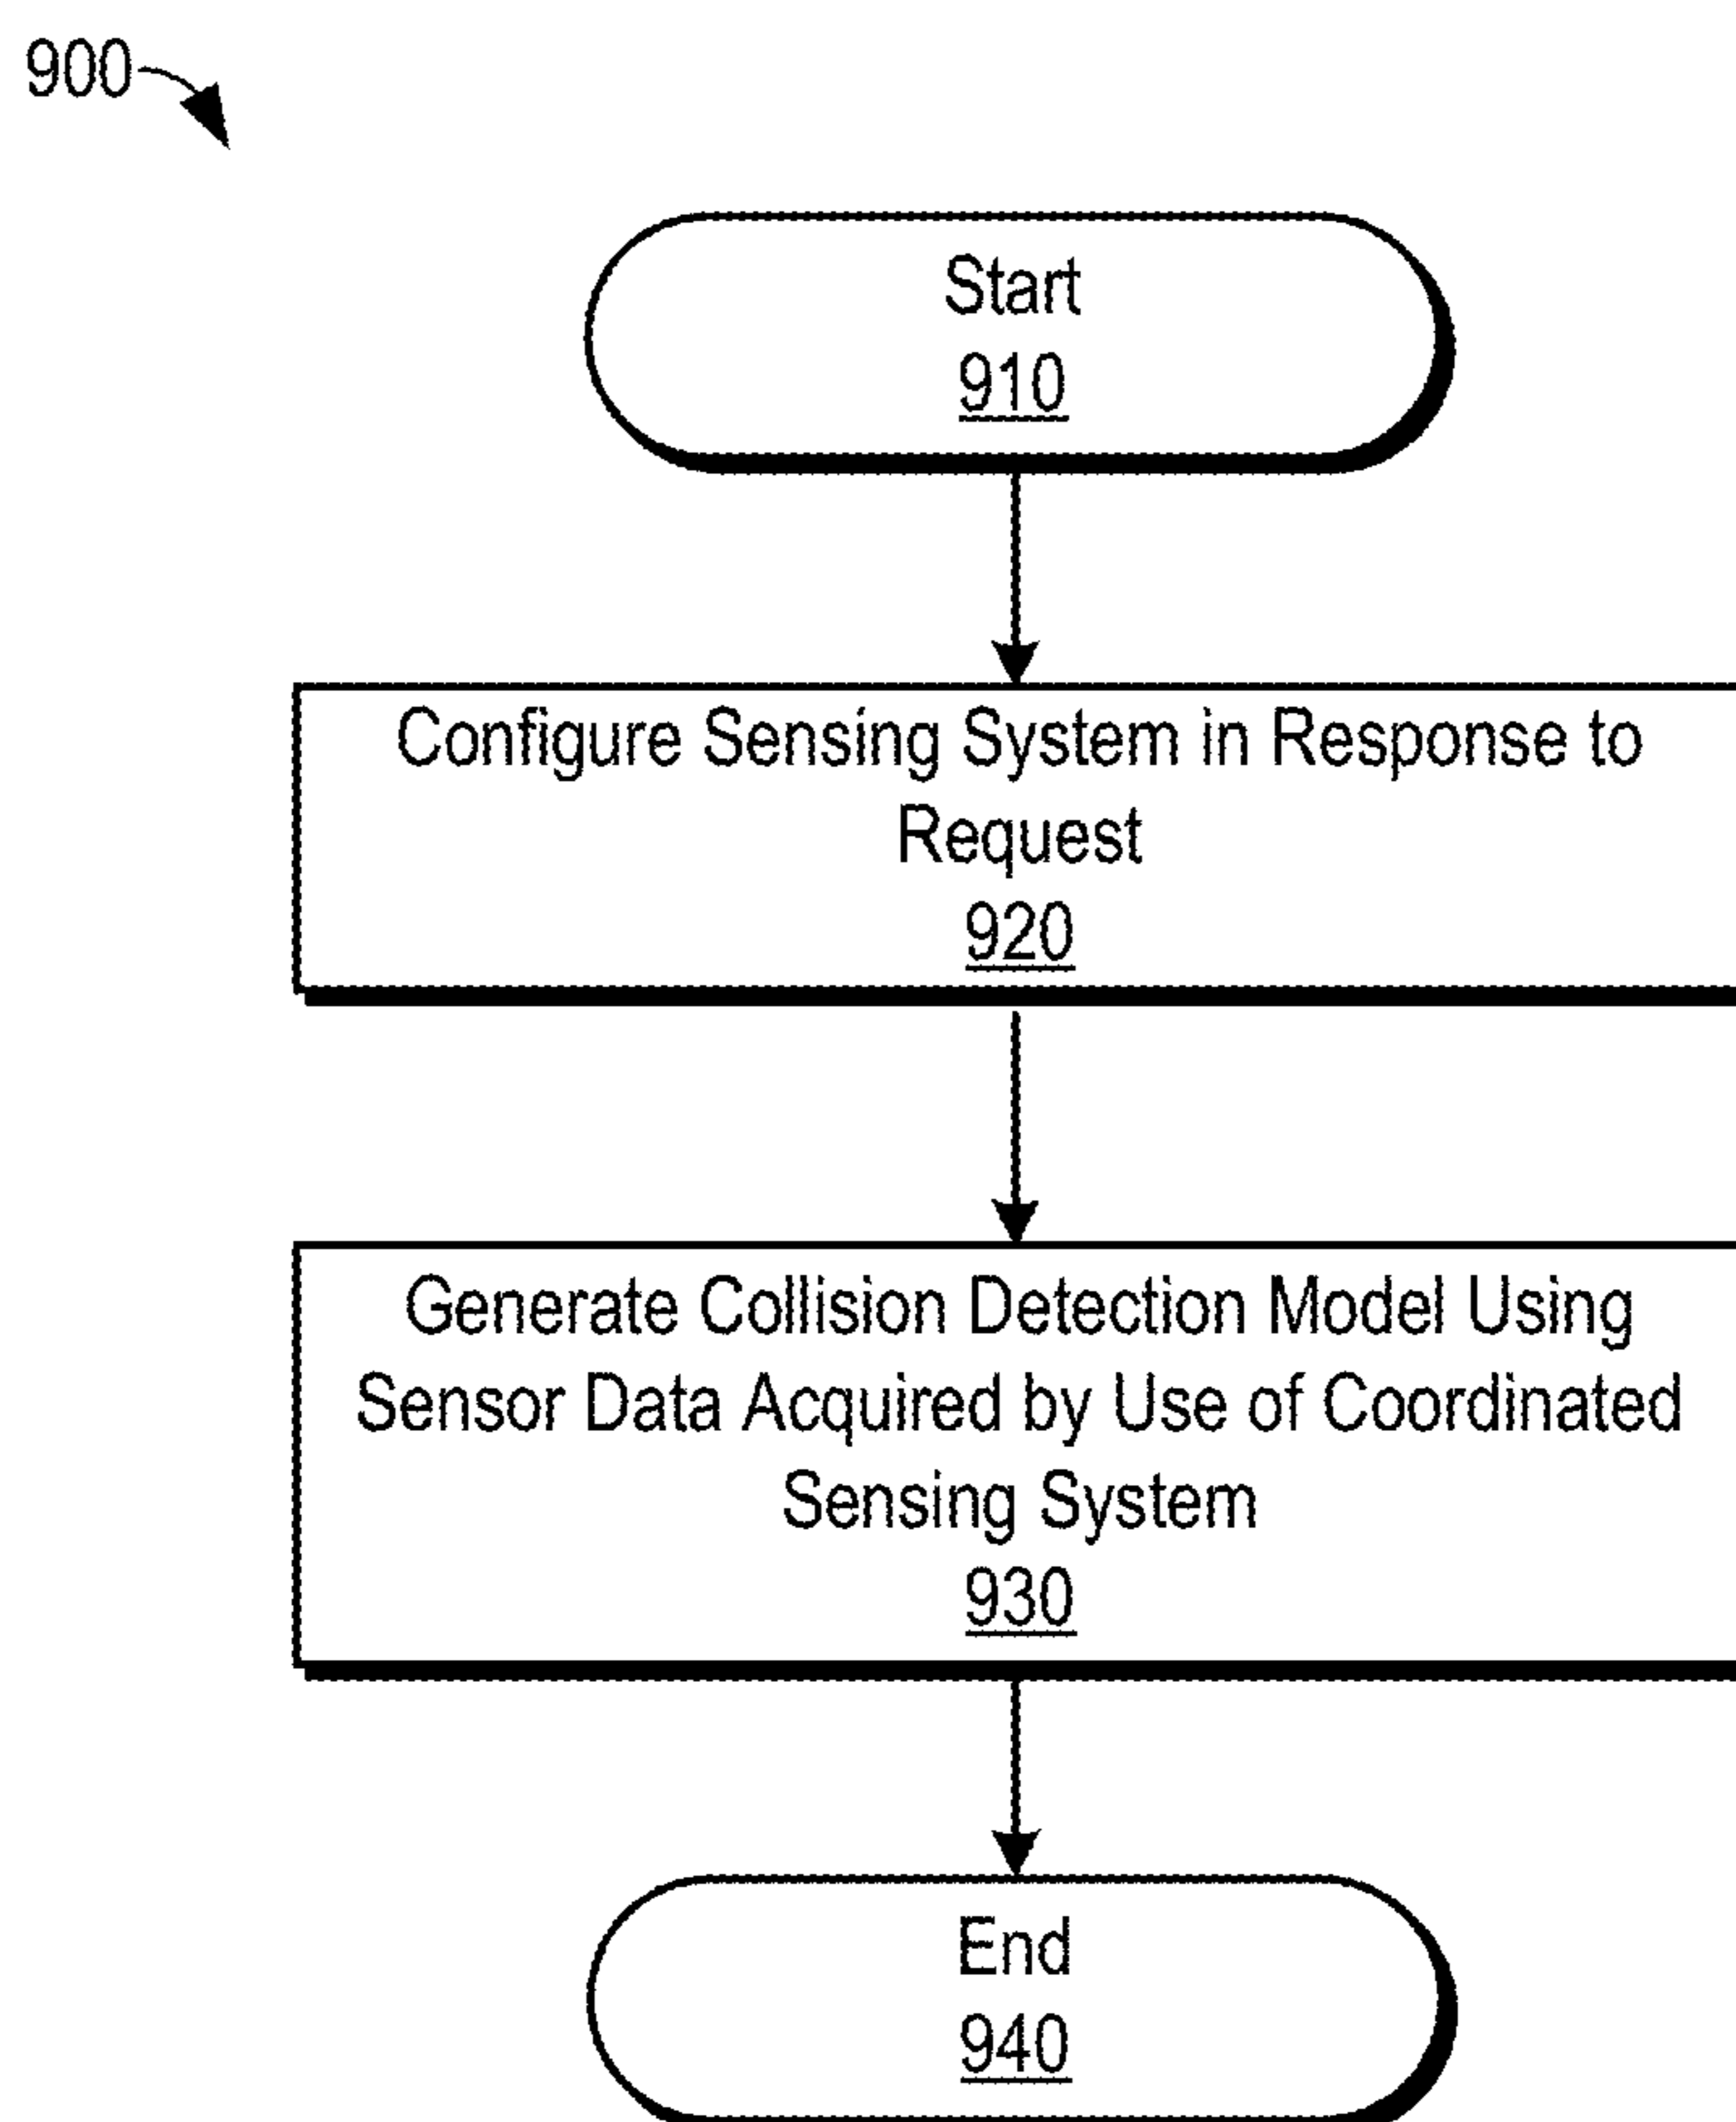 900
Start
910
Configure Sensing System in Response to
Request
920
Generate Collision Detection Model Using
Sensor Data Acquired by Use of Coordinated
Sensing System
930
End
940